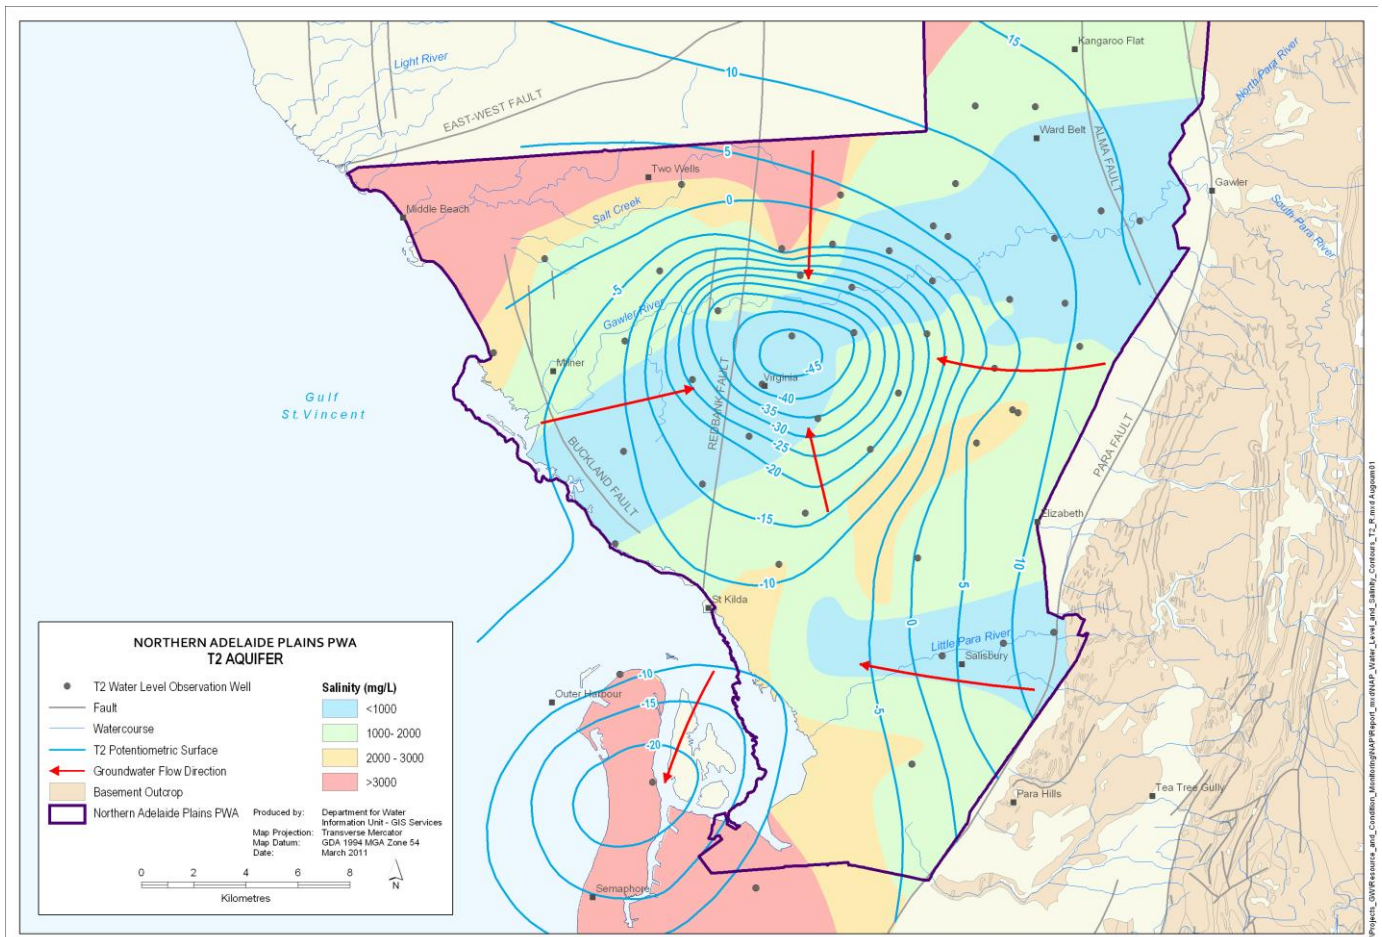 Kangaroo Flat
15
Light River
10
North Para River
EAST-WEST FAULT
Ward Belt
ALMA FAULT
5
Two Wells
Gawler
Middle Beach
Salt Creek
0
South Para River
-5
Gawler River
Gulf
St. Vincent
Virginia
-45
-40
-35
-30
-25
-20
-15
-10
REDBANK FAULT
BUCKLAND FAULT
PARA FAULT
Elizabeth
10
5
0
-5
St Kilda
Little Para River
Salisbury
Outer Harbour
-10
-15
-20
Para Hills
Tea Tree Gully
Semaphore
NORTHERN ADELAIDE PLAINS PWA
T2 AQUIFER
T2 Water Level Observation Well
Fault
Watercourse
T2 Potentiometric Surface
Groundwater Flow Direction
Basement Outcrop
Northern Adelaide Plains PWA
Salinity (mg/L)
<1000
1000- 2000
2000 - 3000
>3000
Produced by: Department for Water
Information Unit - GIS Services
Map Projection: Transverse Mercator
Map Datum: GDA 1994 MGA Zone 54
Date: March 2011
N
0 2 4 6 8
Kilometres